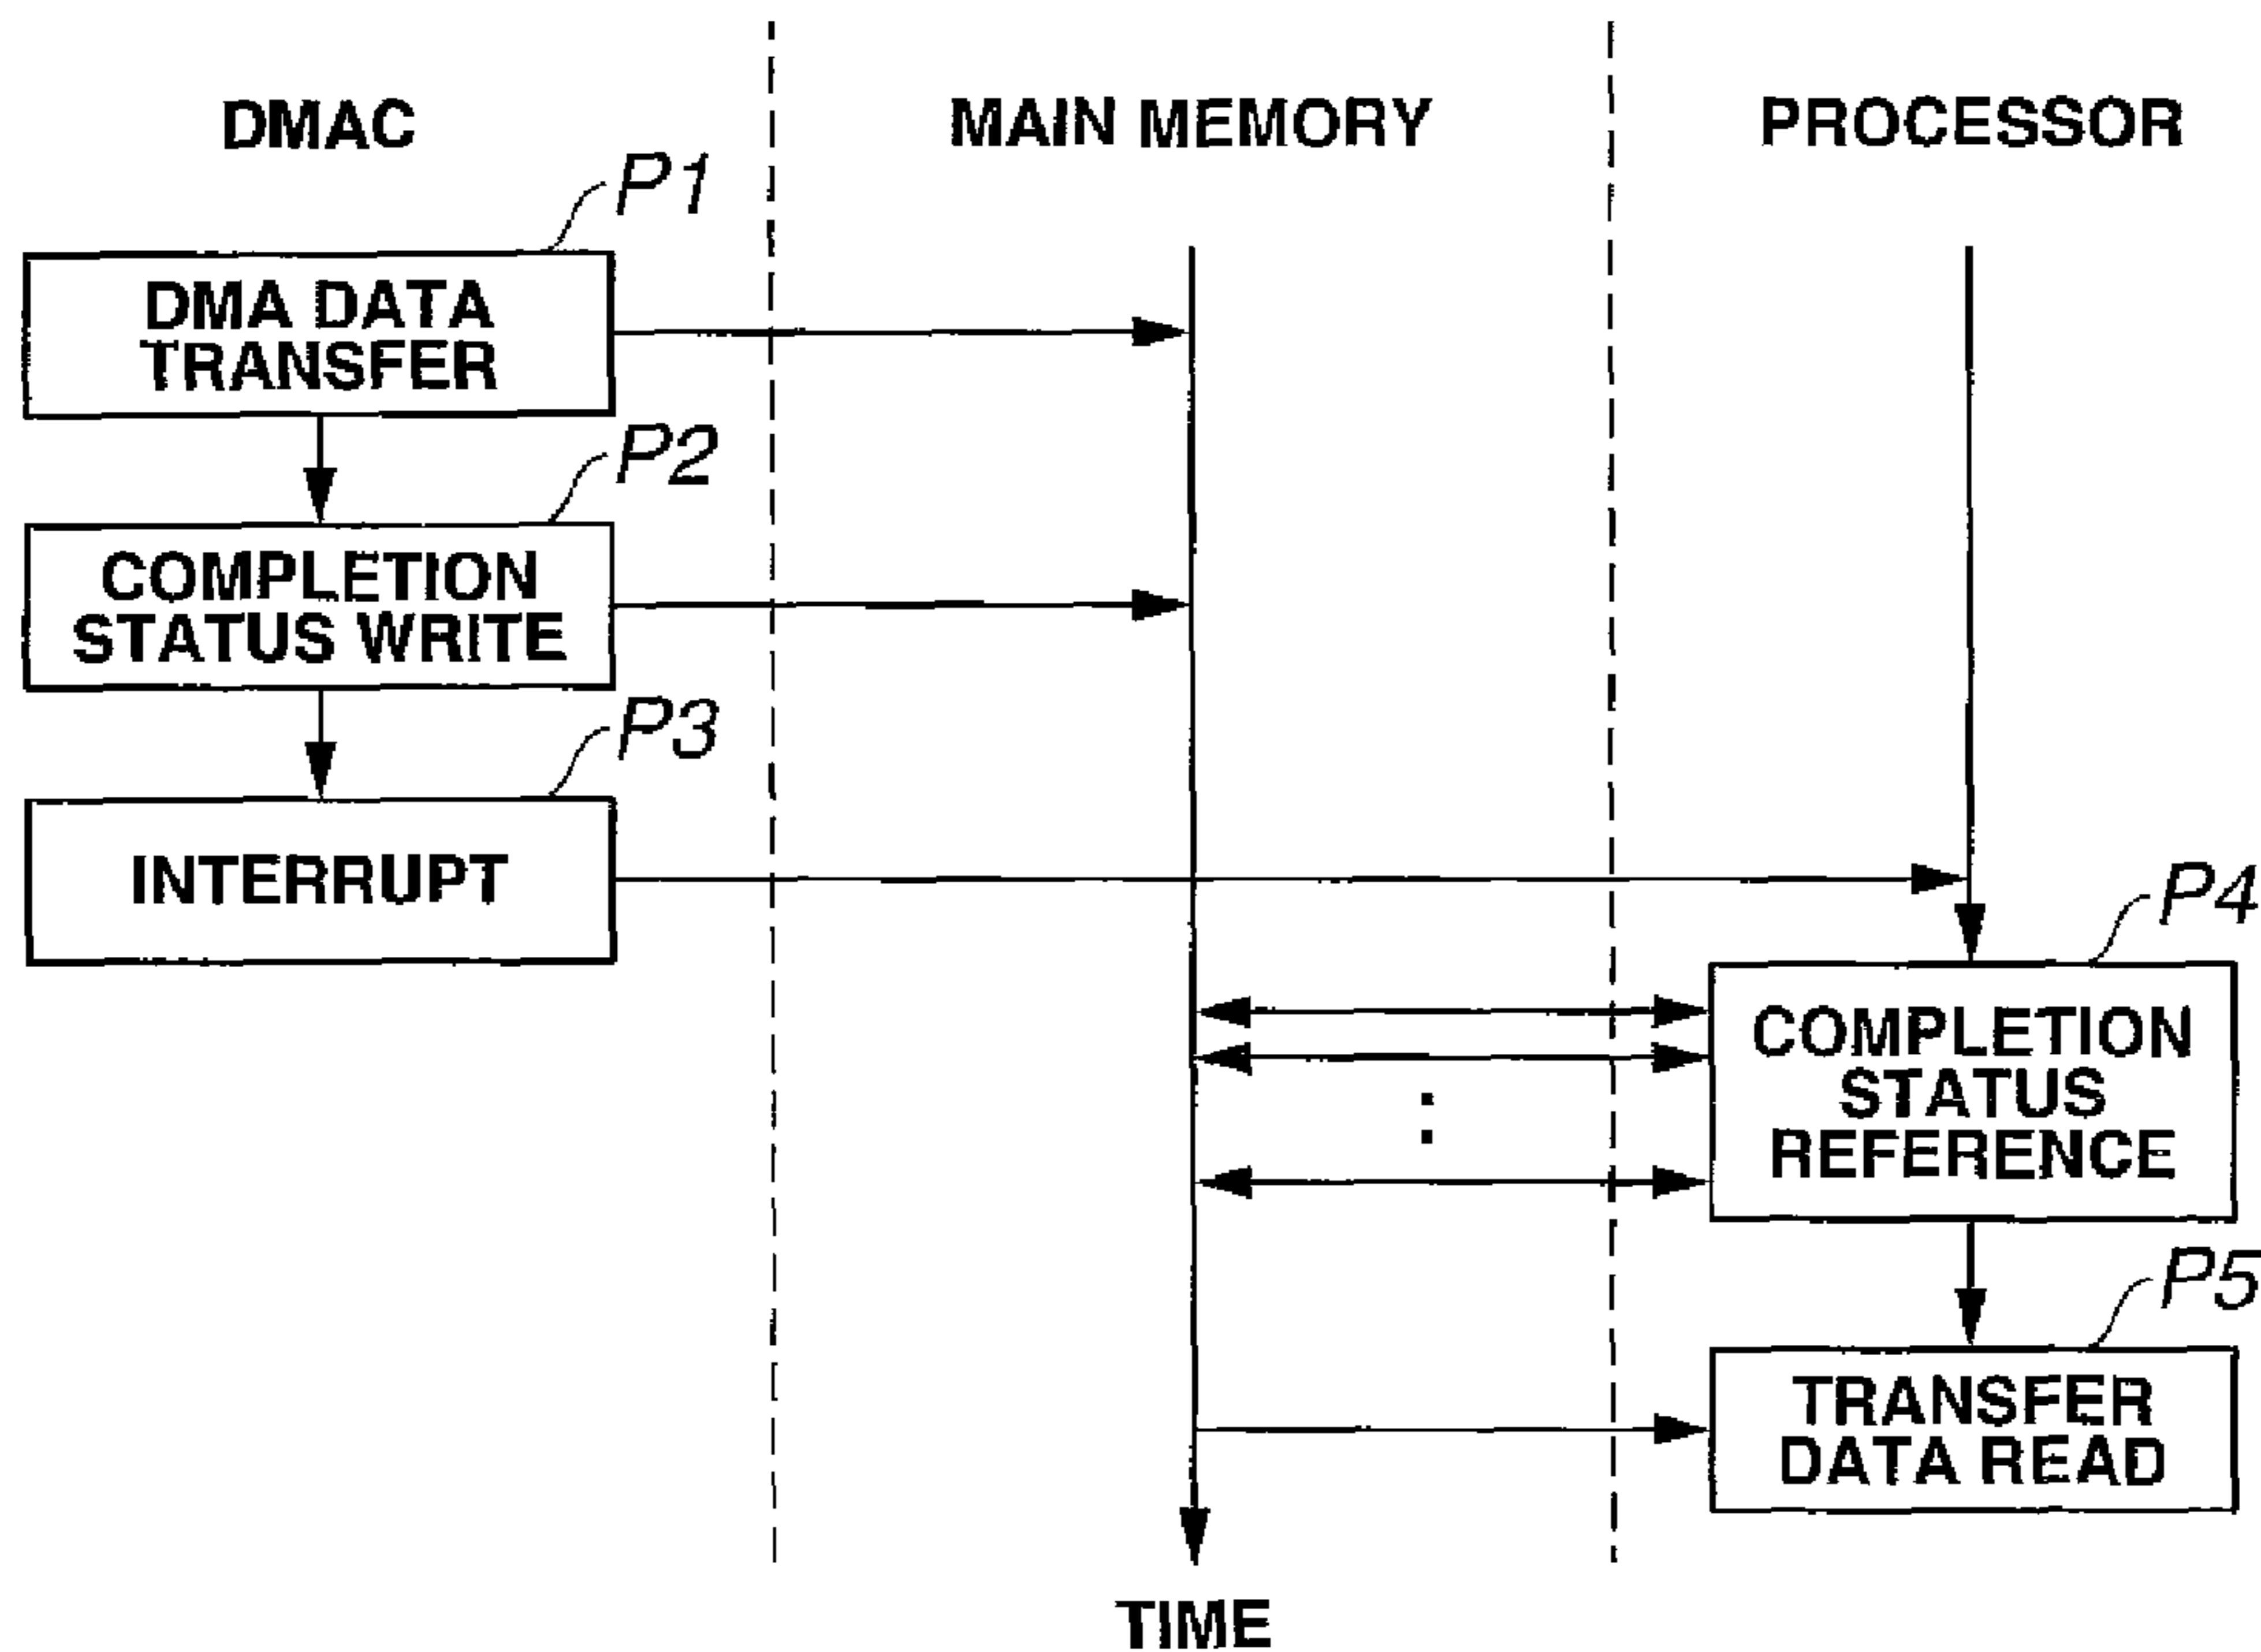 DMAC
MAIN MEMORY
PROCESSOR
P1
DMA DATA
TRANSFER
P2
COMPLETION
STATUS WRITE
P3
INTERRUPT
P4
COMPLETION
STATUS
REFERENCE
P5
TRANSFER
DATA READ
TIME